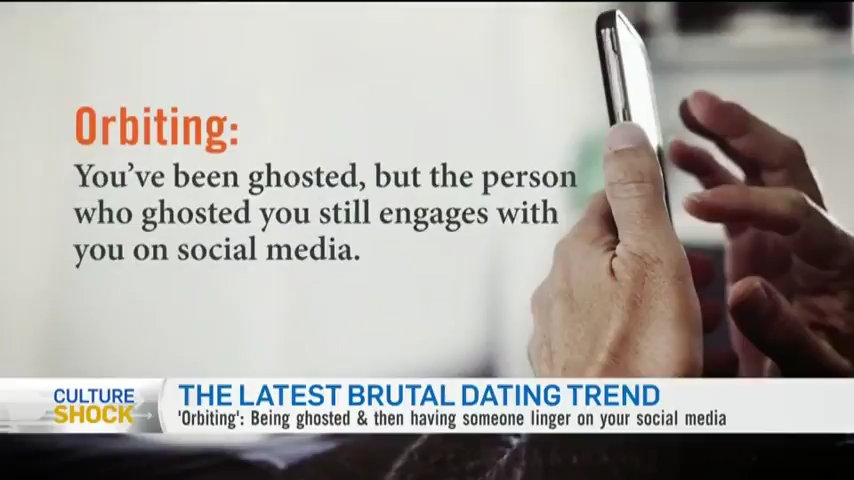 Orbiting:
You've been ghosted, but the person
who ghosted you still engages with
you on social media.
CULTURE
SHOCK
THE LATEST BRUTAL DATING TREND
'Orbiting': Being ghosted & then having someone linger on your social media